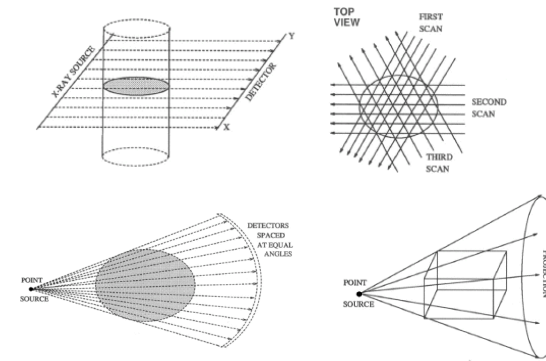 X-RAY SOURCE
Y
DETECTOR
X
TOP
VIEW
FIRST
SCAN
SECOND
SCAN
THIRD
SCAN
POINT
SOURCE
DETECTORS
SPACED
AT EQUAL
ANGLES
POINT
SOURCE